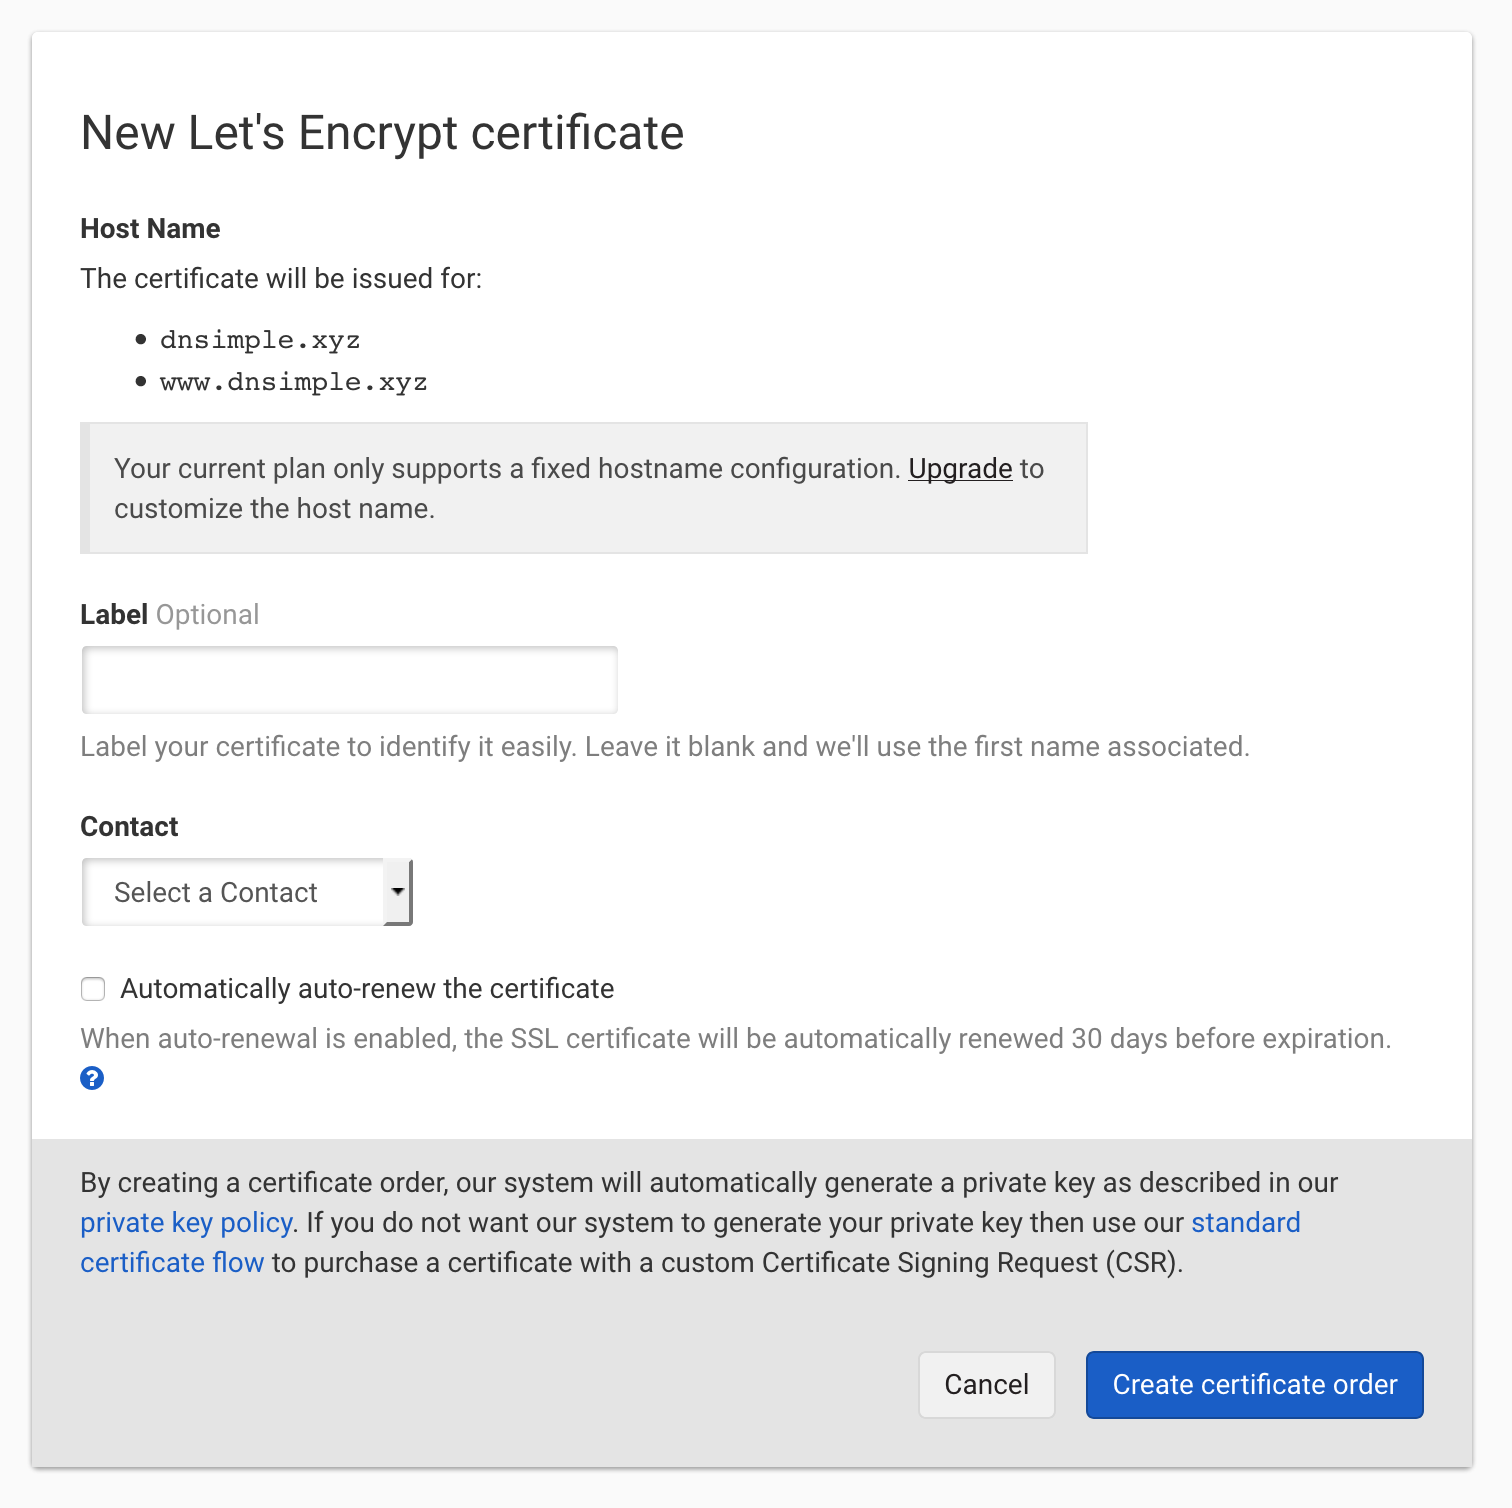 New Let's Encrypt certificate
Host Name
The certificate will be issued for:
dnsimple.xyz
www.dnsimple.xyz
Your current plan only supports a fixed hostname configuration. Upgrade to
customize the host name.
Label Optional
Label your certificate to identify it easily. Leave it blank and we'll use the first name associated.
Contact
Select a Contact
Automatically auto-renew the certificate
When auto-renewal is enabled, the SSL certificate will be automatically renewed 30 days before expiration.
?
By creating a certificate order, our system will automatically generate a private key as described in our
private key policy. If you do not want our system to generate your private key then use our standard
certificate flow to purchase a certificate with a custom Certificate Signing Request (CSR).
Cancel
Create certificate order